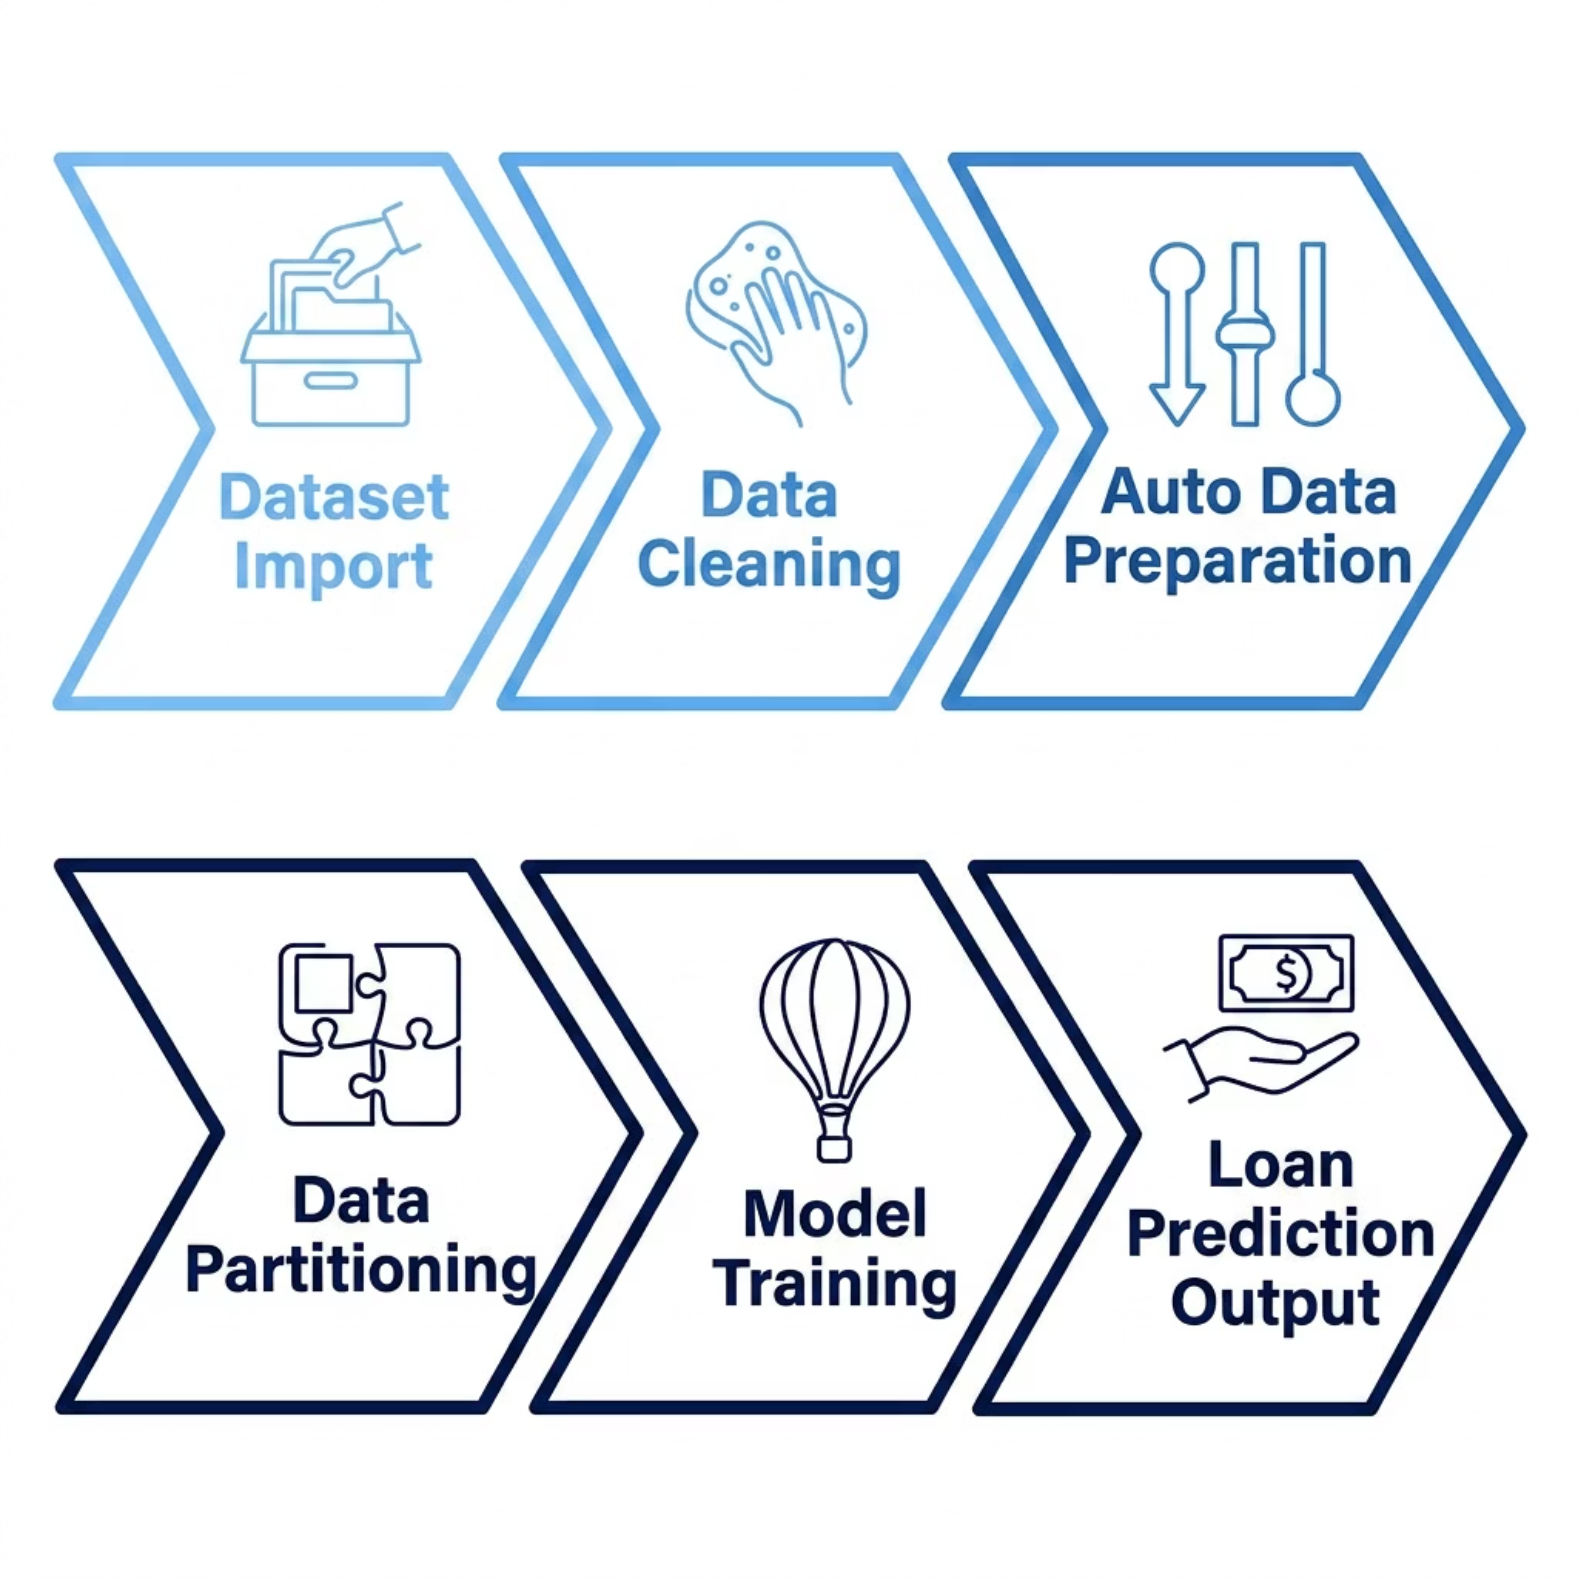 Dataset
Import
Data
Cleaning
Auto Data
Preparation
Data
Partitioning
Model
Training
$
Loan
Prediction
Output